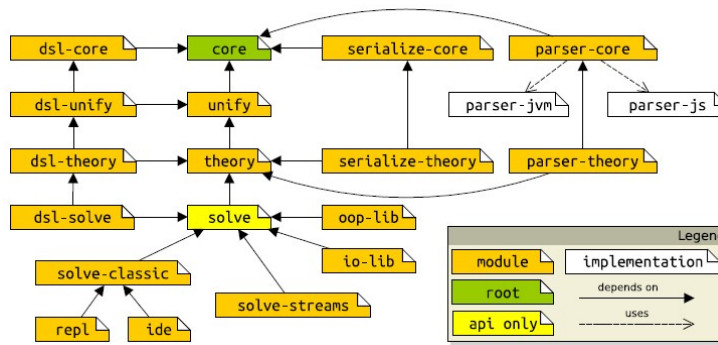 dsl-core
core
serialize-core
parser-core
parser-jvm
parser-js
dsl-unify
unify
dsl-theory
theory
serialize-theory
parser-theory
dsl-solve
solve
oop-lib
io-lib
solve-classic
solve-streams
repl
ide
Legen
module
implementation
root
depends on
api only
uses